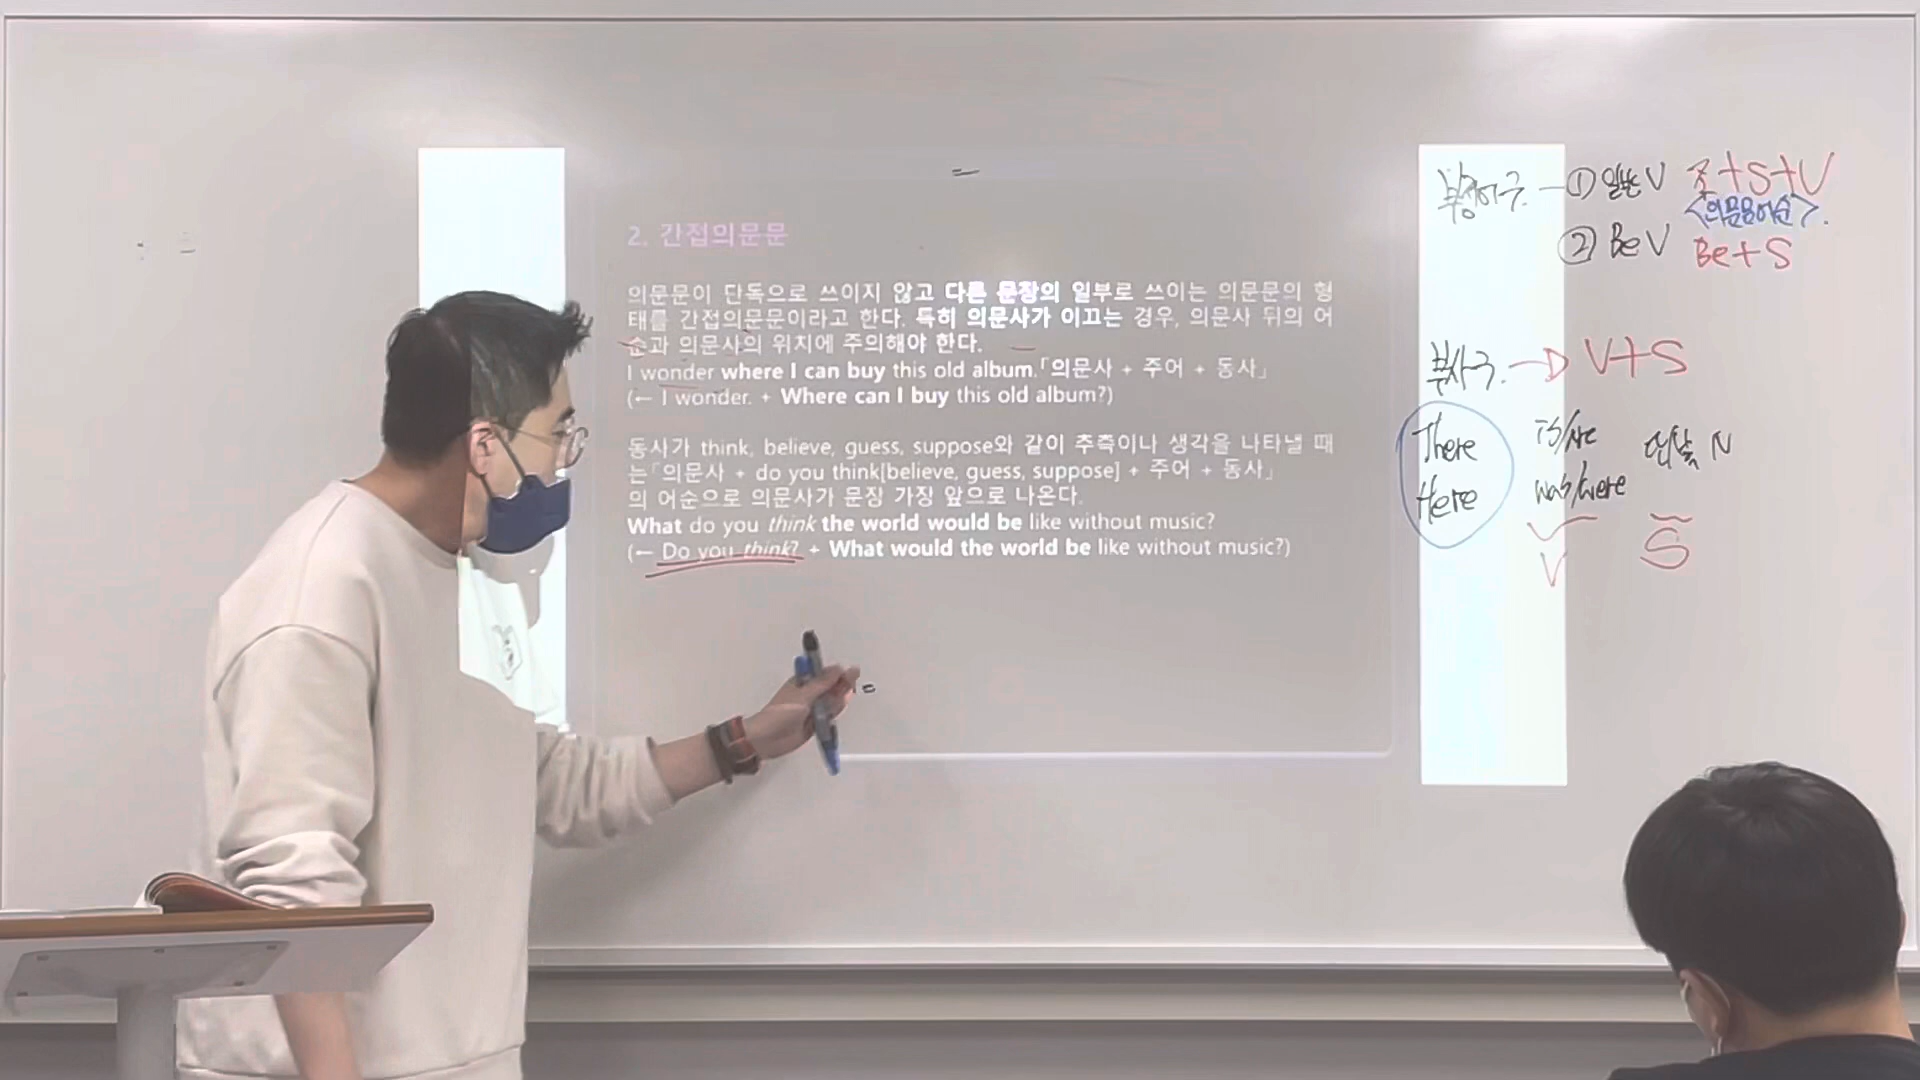 2. 간접의문문
의문문이 단독으로 쓰이지 않고 다른 문장의 일부로 쓰이는 의문문의 형
태를 간접의문문이라고 한다. 특히 의문사가 이끄는 경우, 의문사 뒤의 어
순과 의문사의 위치에 주의해야 한다.
I wonder where I can buy this old album.「의문사 + 주어 + 동사」
(← I wonder. + Where can I buy this old album?)
동사가 think, believe, guess, suppose와 같이 추측이나 생각을 나타낼 때
는「의문사 + do you think[believe, guess, suppose] + 주어 + 동사」
의 어순으로 의문사가 문장 가장 앞으로 나온다.
What do you think the world would be like without music?
(← Do you think? + What would the world be like without music?)
부정어구 ① 일반V 조+S+V
<의문문어순>
② Be V Be+S
부사구 → V+S
There is/are 단/복 N
Here was/were
V S